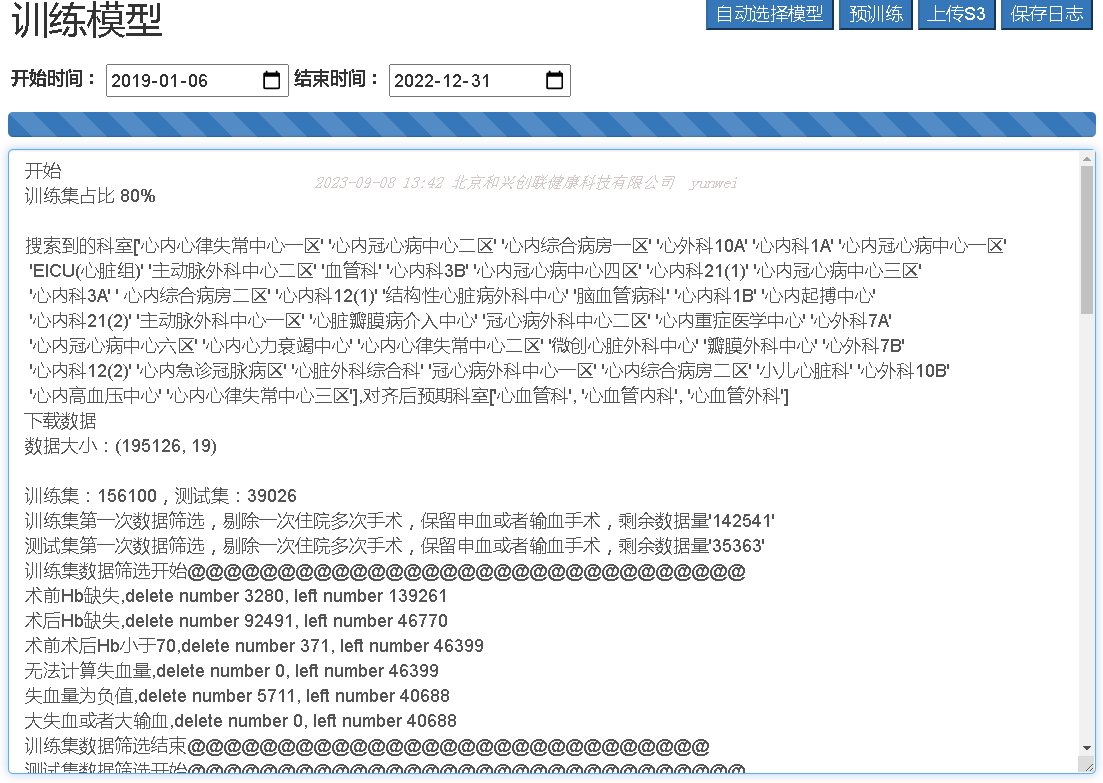 训练模型
自动选择模型 预训练 上传S3 保存日志
开始时间： 2019-01-06 结束时间： 2022-12-31
开始
2023-09-08 13:42 北京和兴创联健康科技有限公司 yunwei
训练集占比 80%
搜索到的科室['心内心律失常中心一区' '心内冠心病中心二区' '心内综合病房一区' '心外科10A' '心内科1A' '心内冠心病中心一区'
'EICU(心脏组)' '主动脉外科中心二区' '血管科' '心内科3B' '心内冠心病中心四区' '心内科21(1)' '心内冠心病中心三区'
'心内科3A' ' 心内综合病房二区' '心内科12(1)' '结构性心脏病外科中心' '脑血管病科' '心内科1B' '心内起搏中心'
'心内科21(2)' '主动脉外科中心一区' '心脏瓣膜病介入中心' '冠心病外科中心二区' '心内重症医学中心' '心外科7A'
'心内冠心病中心六区' '心内心力衰竭中心' '心内心律失常中心二区' '微创心脏外科中心' '瓣膜外科中心' '心外科7B'
'心内科12(2)' '心内急诊冠脉病区' '心脏外科综合科' '冠心病外科中心一区' '心内综合病房二区' '小儿心脏科' '心外科10B'
'心内高血压中心' '心内心律失常中心三区'],对齐后预期科室['心血管科', '心血管内科', '心血管外科']
下载数据
数据大小：(195126, 19)
训练集：156100，测试集：39026
训练集第一次数据筛选，剔除一次住院多次手术，保留串血或者输血手术，剩余数据量'142541'
测试集第一次数据筛选，剔除一次住院多次手术，保留串血或者输血手术，剩余数据量'35363'
训练集数据筛选开始@@@@@@@@@@@@@@@@@@@@@@@@@@@@@@@
术前Hb缺失,delete number 3280, left number 139261
术后Hb缺失,delete number 92491, left number 46770
术前术后Hb小于70,delete number 371, left number 46399
无法计算失血量,delete number 0, left number 46399
失血量为负值,delete number 5711, left number 40688
大失血或者大输血,delete number 0, left number 40688
训练集数据筛选结束@@@@@@@@@@@@@@@@@@@@@@@@@@@@@
测试集数据筛选开始@@@@@@@@@@@@@@@@@@@@@@@@@@@@@@@